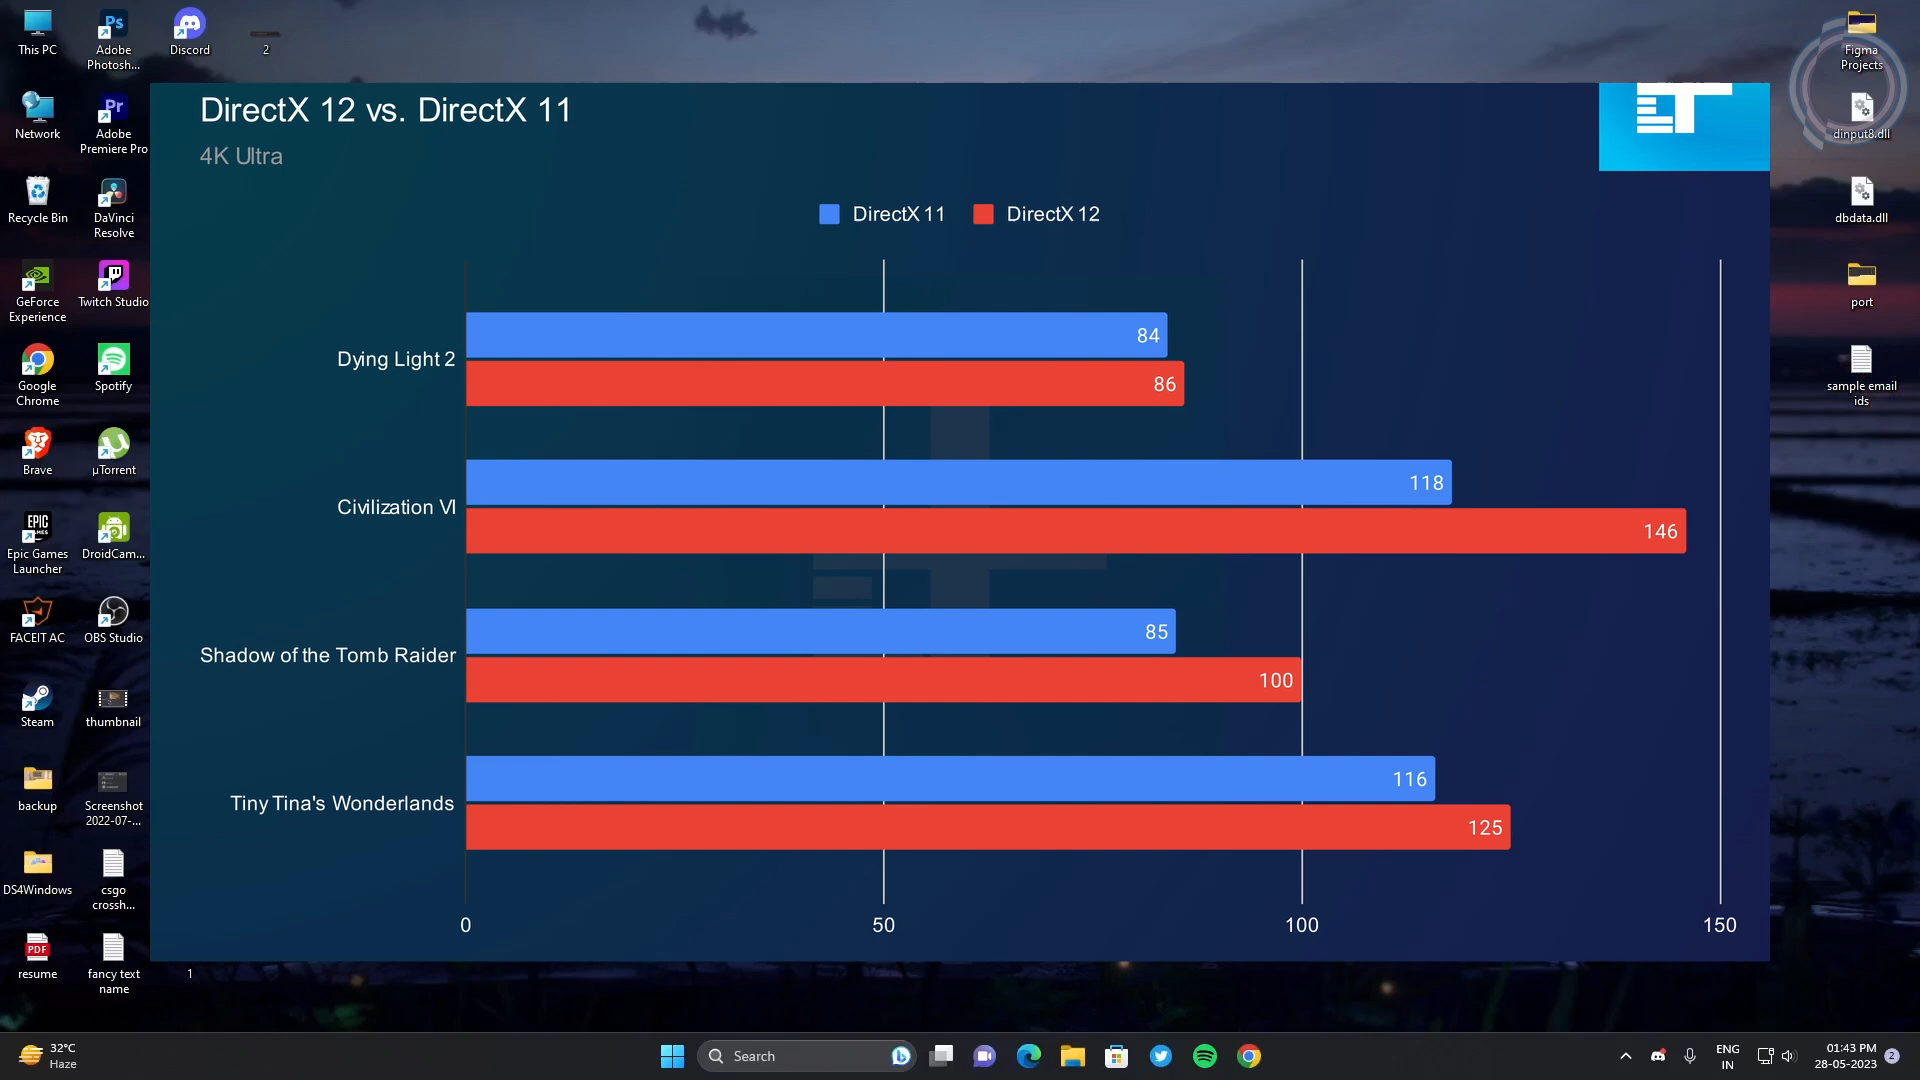 This PC
Adobe
Photosh...
Discord
2
Network
Adobe
Premiere Pro
Recycle Bin
DaVinci
Resolve
GeForce
Experience
Twitch Studio
Google
Chrome
Spotify
Brave
µTorrent
Epic Games
Launcher
DroidCam...
FACEIT AC
OBS Studio
Steam
thumbnail
backup
Screenshot
2022-07-...
DS4Windows
csgo
crossh...
resume
fancy text
name
1
DirectX 12 vs. DirectX 11
4K Ultra
DirectX 11
DirectX 12
Dying Light 2
84
86
Civilization VI
118
146
Shadow of the Tomb Raider
85
100
Tiny Tina's Wonderlands
116
125
0
50
100
150
Figma
Projects
dinput8.dll
dbdata.dll
port
sample email
ids
Ps
Pr
EPIC
GAMES
PDF
32°C
Haze
Search
ENG
IN
01:43 PM
28-05-2023
2